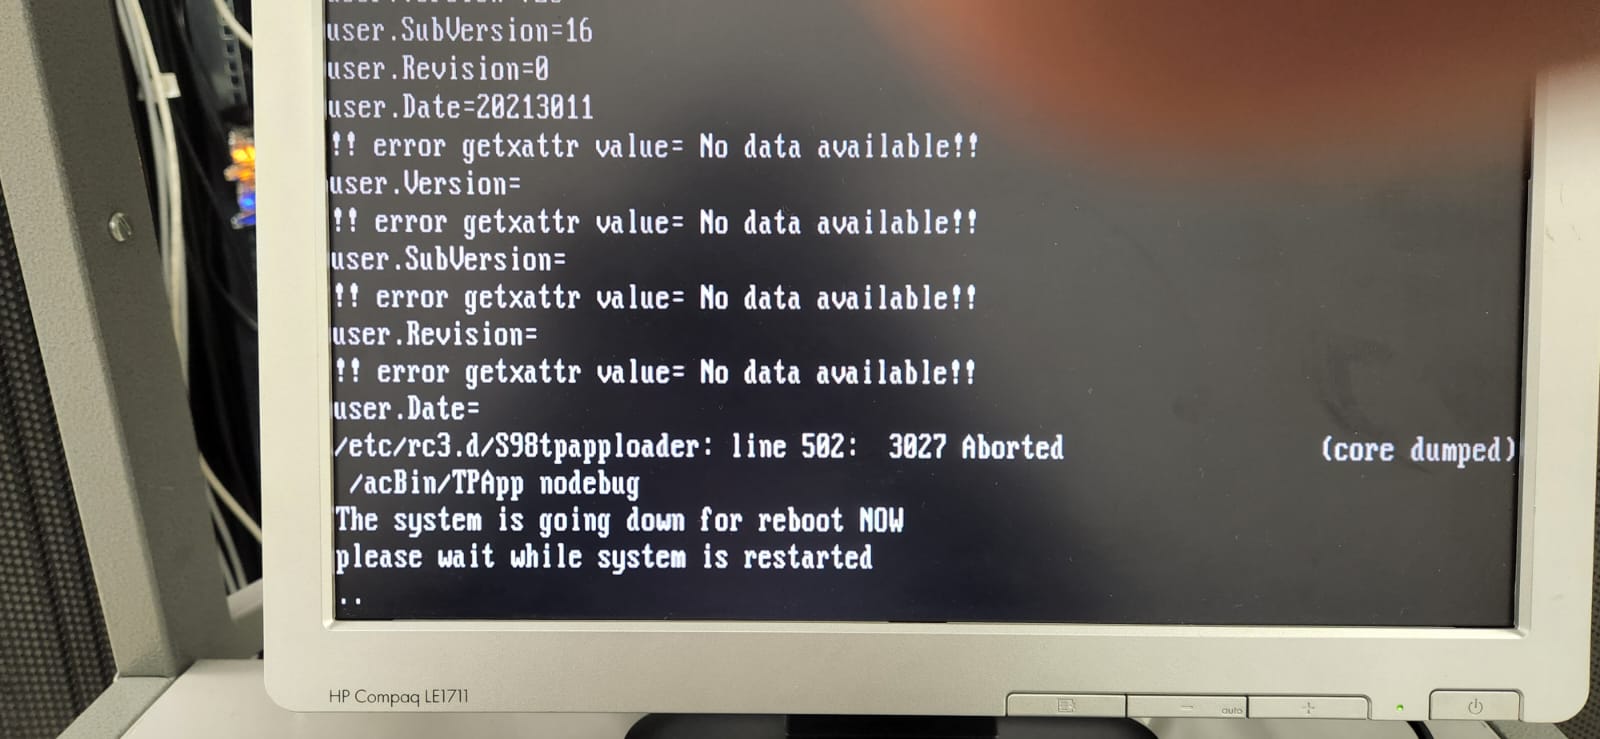 user.SubVersion=16
user.Revision=0
user.Date=20213011
!! error getxattr value= No data available!!
user.Version=
!! error getxattr value= No data available!!
user.SubVersion=
!! error getxattr value= No data available!!
user.Revision=
!! error getxattr value= No data available!!
user.Date=
/etc/rc3.d/S98tpapploader: line 502:  3027 Aborted                 (core dumped)
 /acBin/TPApp nodebug
The system is going down for reboot NOW
please wait while system is restarted
..
HP Compaq LE1711
auto